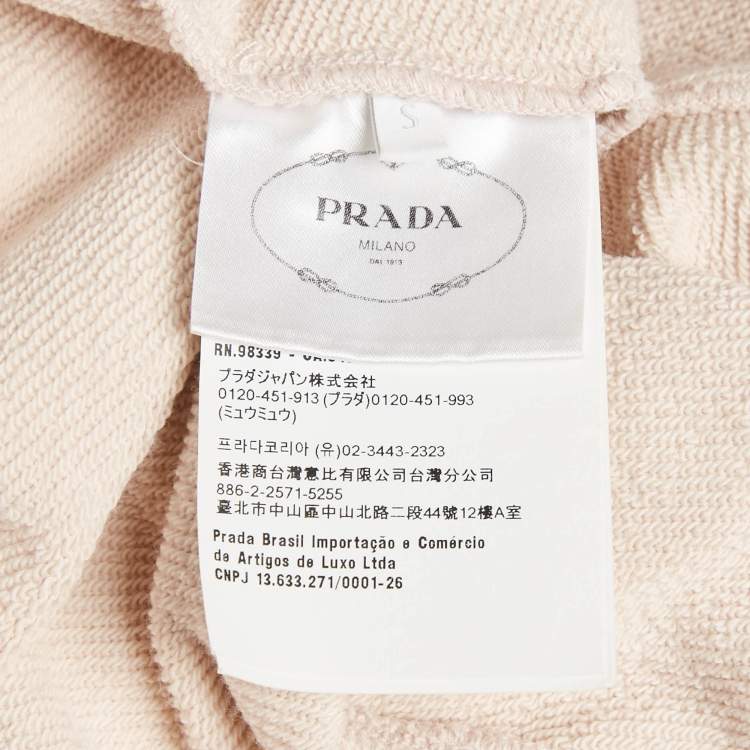 S
PRADA
MILANO
DAL 1913
RN.98339 -
プラダジャパン株式会社
0120-451-913 (プラダ)0120-451-993
(ミュウミュウ)
프라다코리아 (유)02-3443-2323
香港商台灣意比有限公司台灣分公司
886-2-2571-5255
臺北市中山區中山北路二段44號12樓A室
Prada Brasil Importação e Comércio
de Artigos de Luxo Ltda
CNPJ 13.633.271/0001-26